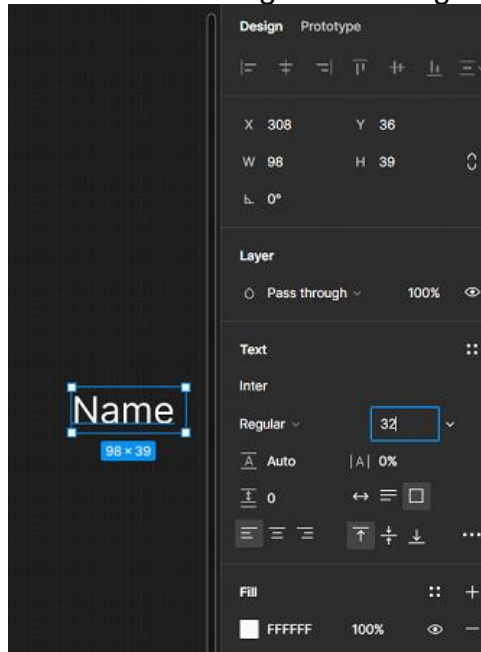 Design Prototype
X 308 Y 36
W 98 H 39
0°
Layer
Pass through 100%
Text
Inter
Name
Regular 32
98 × 39
A Auto |A| 0%
0
Fill
FFFFFF 100%